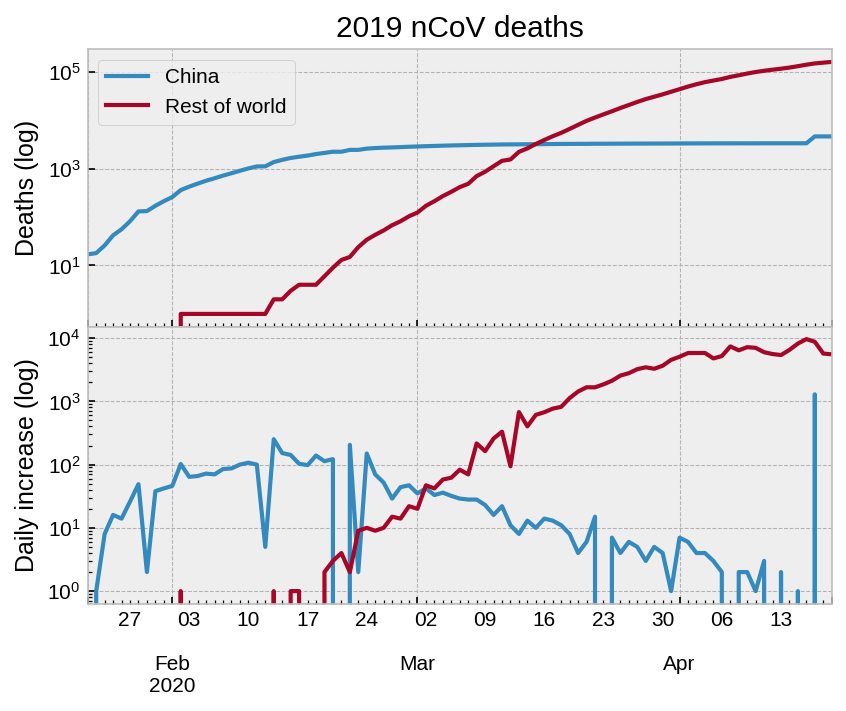 2019 nCoV deaths
China
Rest of world
Deaths (log)
10^5
10^3
10^1
Daily increase (log)
10^4
10^3
10^2
10^1
10^0
27 03 10 17 24 02 09 16 23 30 06 13
Feb Mar Apr
2020